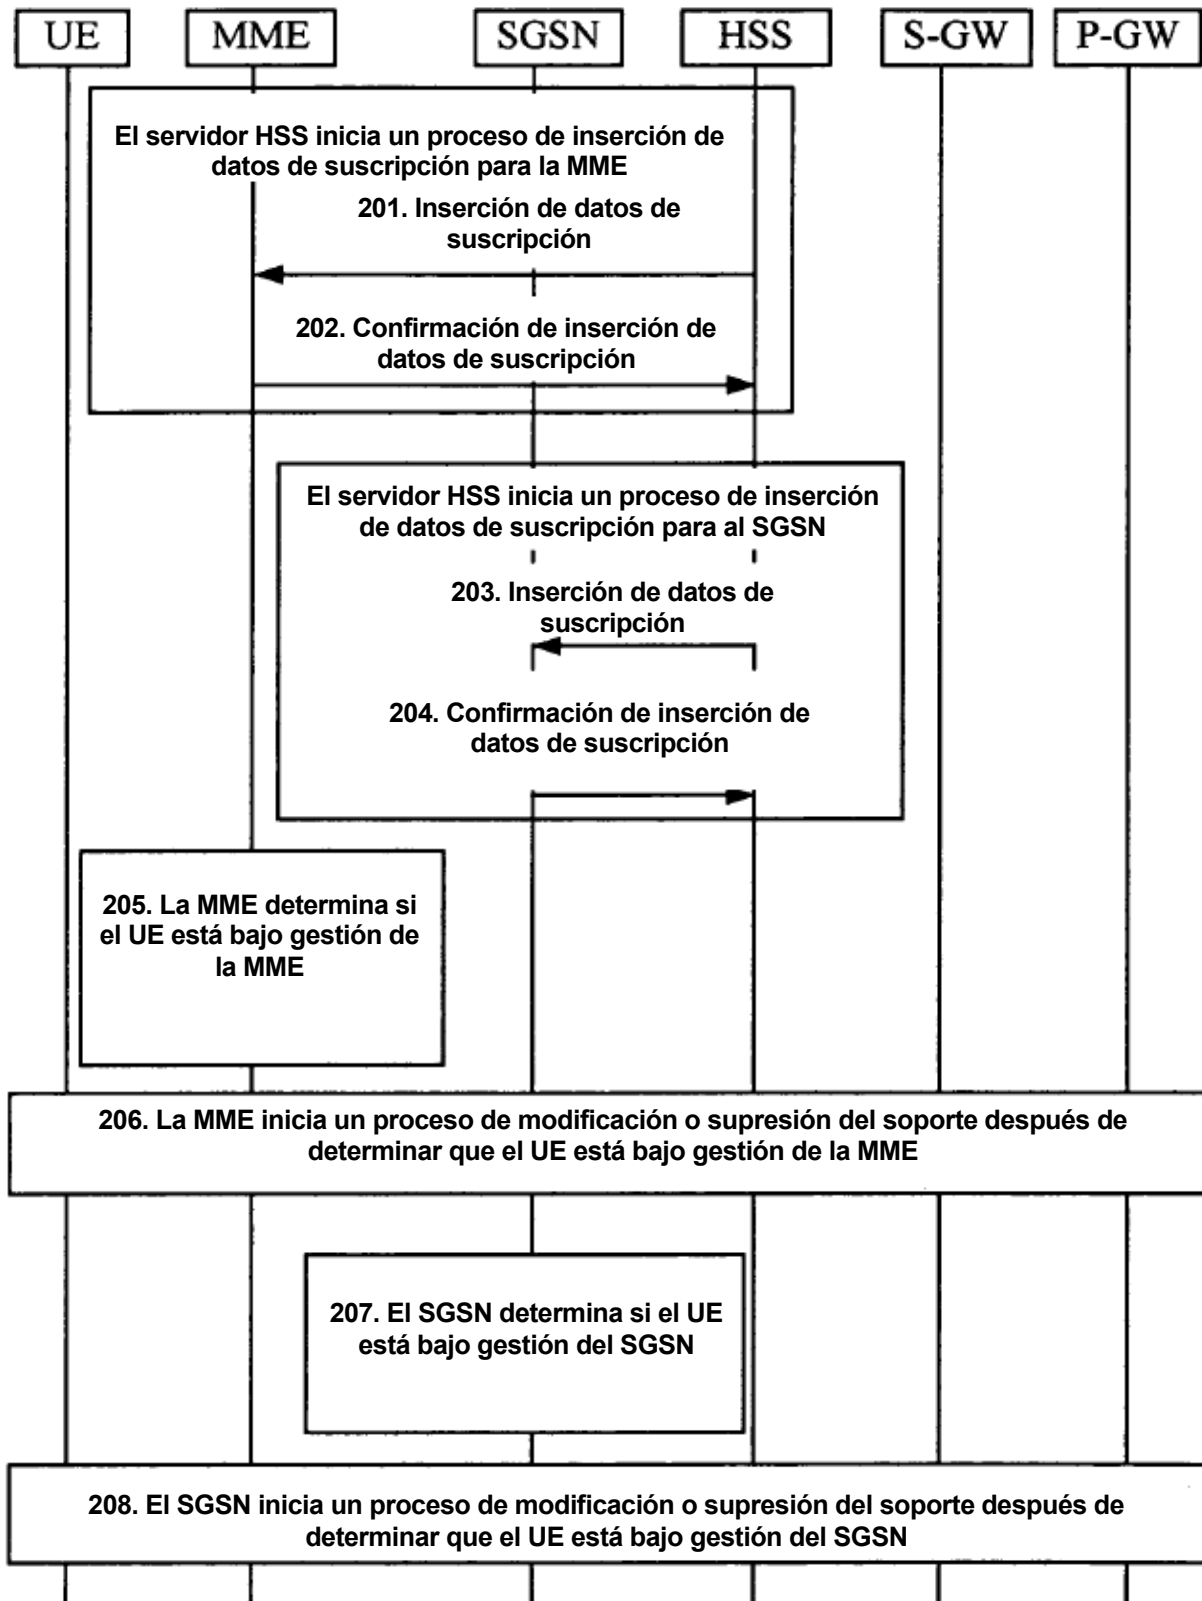 UE MME SGSN HSS S-GW P-GW
El servidor HSS inicia un proceso de inserción de
datos de suscripción para la MME
201. Inserción de datos de
suscripción
202. Confirmación de inserción de
datos de suscripción
El servidor HSS inicia un proceso de inserción
de datos de suscripción para al SGSN
203. Inserción de datos de
suscripción
204. Confirmación de inserción de
datos de suscripción
205. La MME determina si
el UE está bajo gestión de
la MME
206. La MME inicia un proceso de modificación o supresión del soporte después de
determinar que el UE está bajo gestión de la MME
207. El SGSN determina si el UE
está bajo gestión del SGSN
208. El SGSN inicia un proceso de modificación o supresión del soporte después de
determinar que el UE está bajo gestión del SGSN